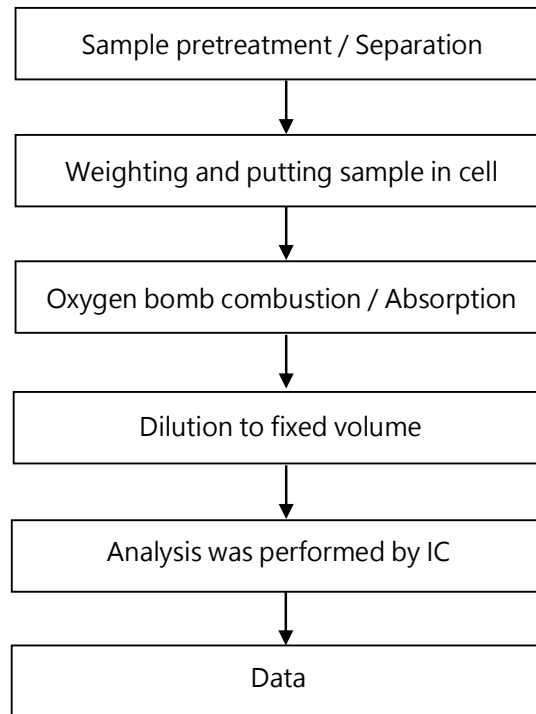 Sample pretreatment / Separation
Weighting and putting sample in cell
Oxygen bomb combustion / Absorption
Dilution to fixed volume
Analysis was performed by IC
Data